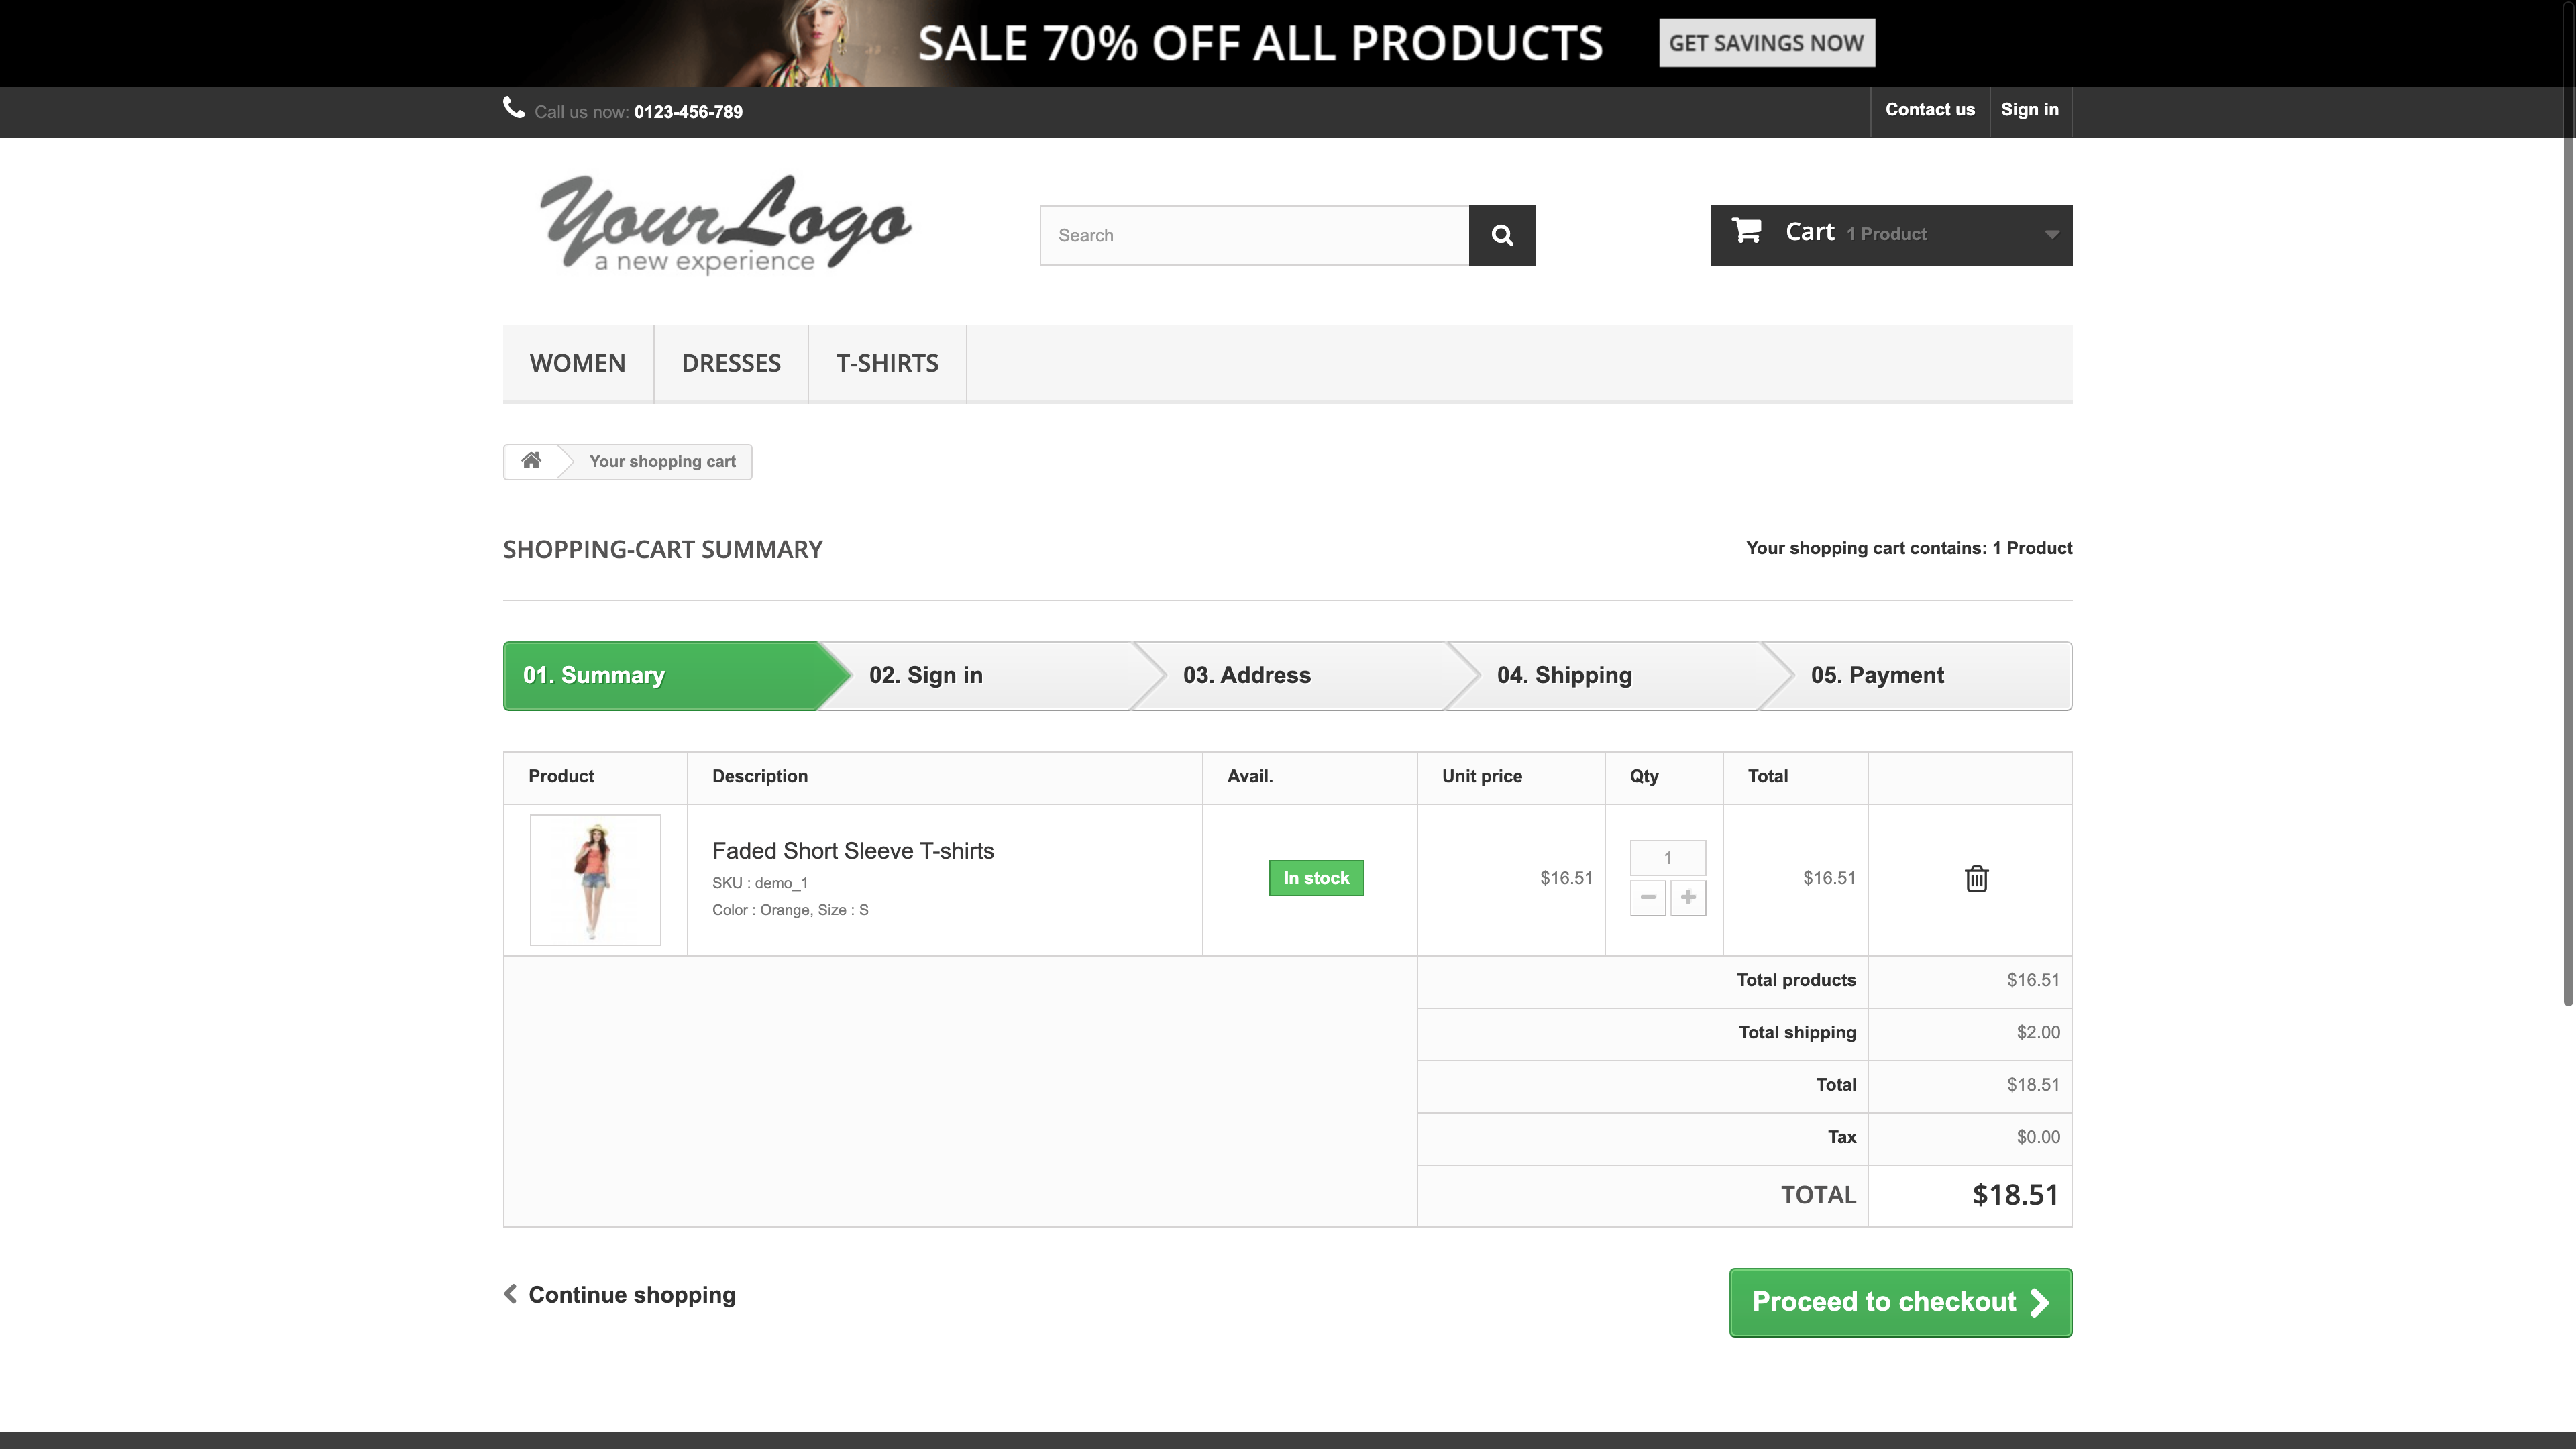 SALE 70% OFF ALL PRODUCTS GET SAVINGS NOW
Call us now: 0123-456-789 Contact us Sign in
Your Logo
a new experience
Search
Cart 1 Product
WOMEN DRESSES T-SHIRTS
Your shopping cart
SHOPPING-CART SUMMARY Your shopping cart contains: 1 Product
01. Summary 02. Sign in 03. Address 04. Shipping 05. Payment
Product Description Avail. Unit price Qty Total
Faded Short Sleeve T-shirts
SKU : demo_1
Color : Orange, Size : S
In stock $16.51 1 $16.51
Total products $16.51
Total shipping $2.00
Total $18.51
Tax $0.00
TOTAL $18.51
Continue shopping Proceed to checkout